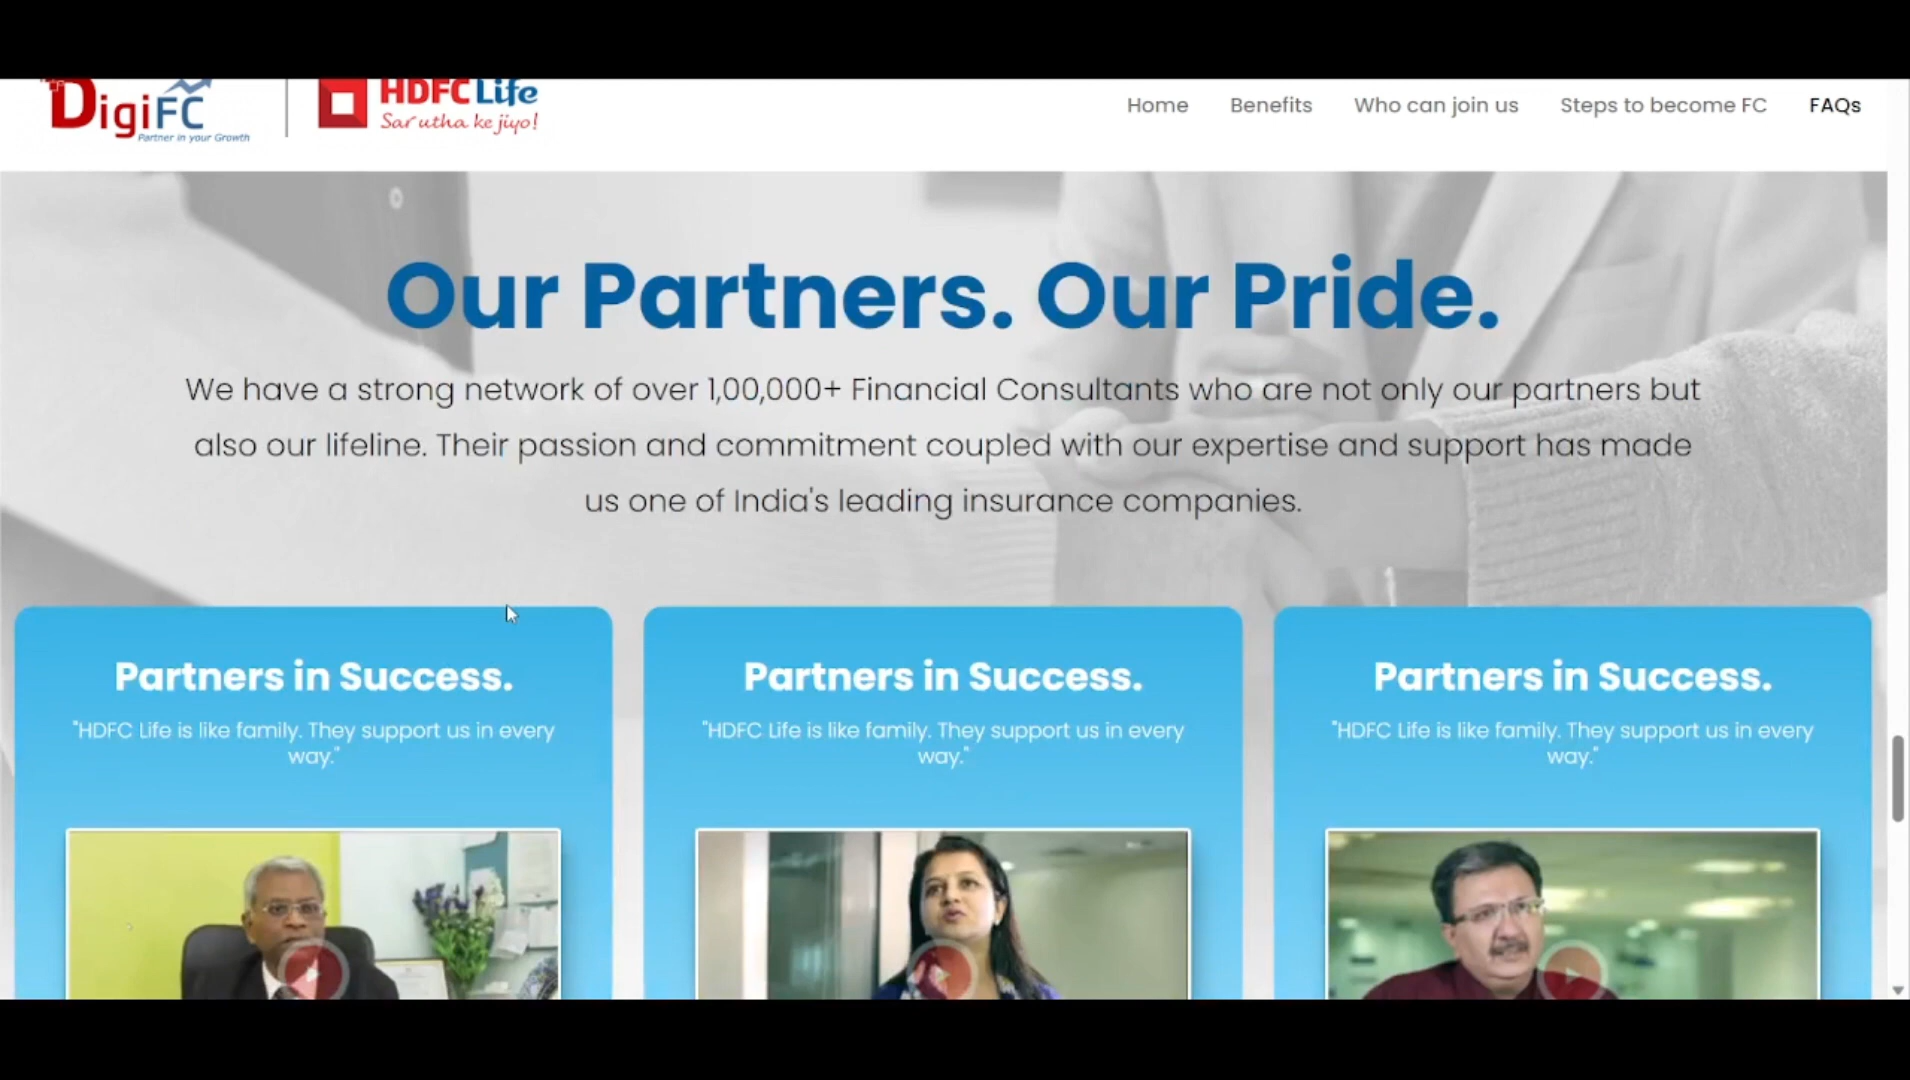 DigiFC
Partner in your Growth
HDFC Life
Sar utha ke jiyo!
Home Benefits Who can join us Steps to become FC FAQs
Our Partners. Our Pride.
We have a strong network of over 1,00,000+ Financial Consultants who are not only our partners but
also our lifeline. Their passion and commitment coupled with our expertise and support has made
us one of India's leading insurance companies.
Partners in Success.
"HDFC Life is like family. They support us in every
way."
Partners in Success.
"HDFC Life is like family. They support us in every
way."
Partners in Success.
"HDFC Life is like family. They support us in every
way."